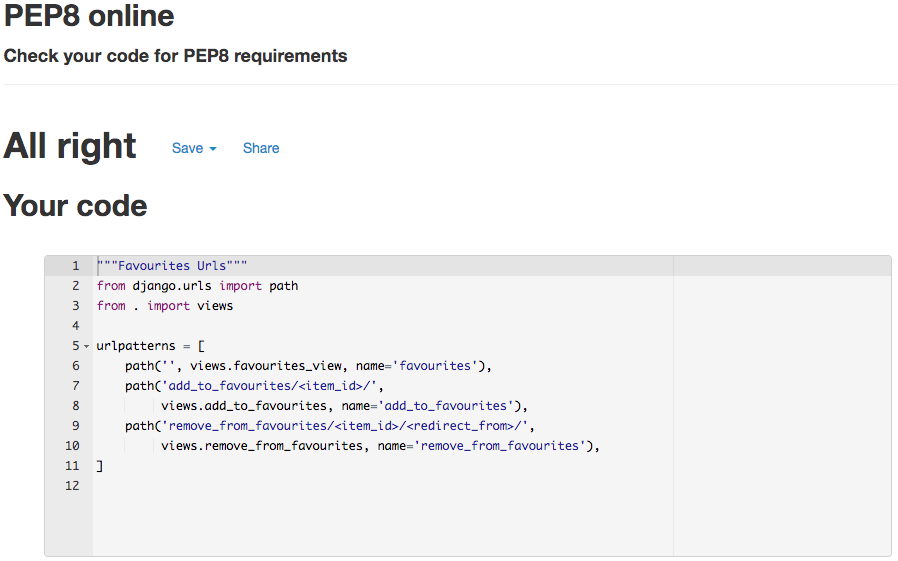 PEP8 online
Check your code for PEP8 requirements
All right Save Share
Your code
1 """Favourites Urls"""
2 from django.urls import path
3 from . import views
4
5 urlpatterns = [
6     path('', views.favourites_view, name='favourites'),
7     path('add_to_favourites/<item_id>/',
8          views.add_to_favourites, name='add_to_favourites'),
9     path('remove_from_favourites/<item_id>/<redirect_from>/',
10          views.remove_from_favourites, name='remove_from_favourites'),
11 ]
12